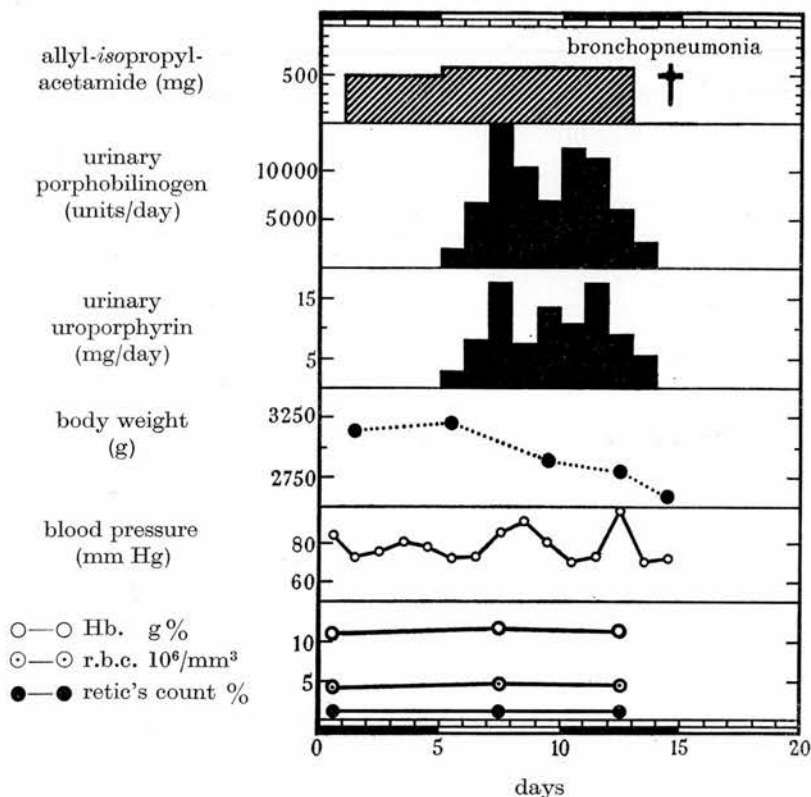 allyl-isopropyl-
acetamide (mg)
500
bronchopneumonia
urinary
porphobilinogen
(units/day)
10000
5000
urinary
uroporphyrin
(mg/day)
15
5
body weight
(g)
3250
2750
blood pressure
(mm Hg)
80
60
Hb. g %
r.b.c. 10⁶/mm³
retic's count %
10
5
0 5 10 15 20
days